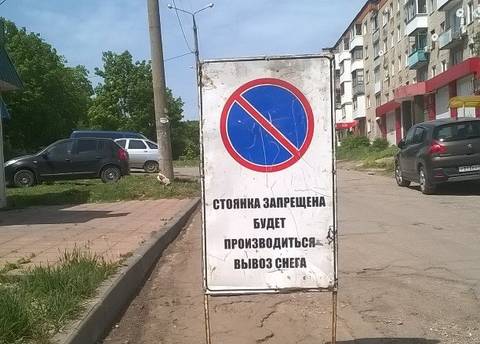 СТОЯНКА ЗАПРЕЩЕНА
БУДЕТ
ПРОИЗВОДИТЬСЯ
ВЫВОЗ СНЕГА